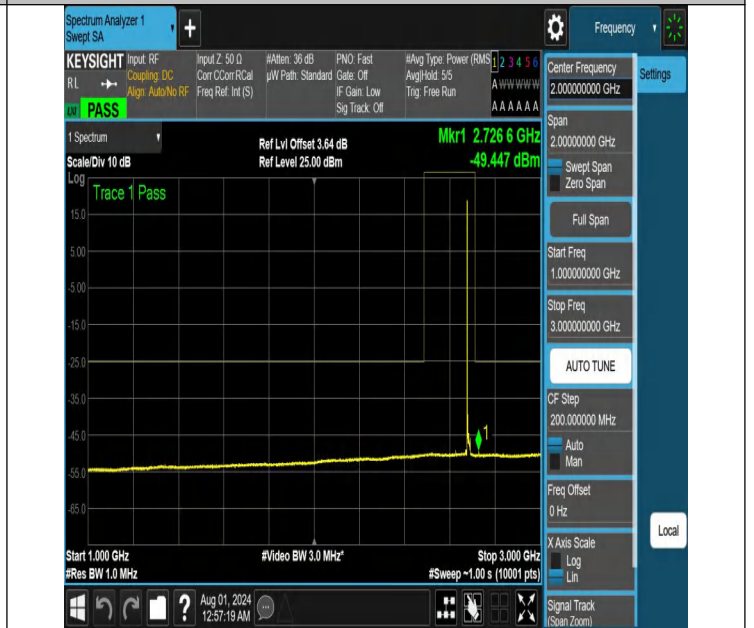 Spectrum Analyzer 1
Swept SA
+
Frequency
KEYSIGHT
RL
LXI
PASS
Input: RF
Coupling: DC
Align: Auto/No RF
Input Z: 50 Ω
Corr CCorr RCal
Freq Ref: Int (S)
#Atten: 36 dB
µW Path: Standard
PNO: Fast
Gate: Off
IF Gain: Low
Sig Track: Off
#Avg Type: Power (RMS
Avg|Hold: 5/5
Trig: Free Run
1 2 3 4 5 6
A W W W W W
A A A A A A
1 Spectrum
Scale/Div 10 dB
Ref Lvl Offset 3.64 dB
Ref Level 25.00 dBm
Mkr1 2.726 6 GHz
-49.447 dBm
Log
Trace 1 Pass
15.0
5.00
-5.00
-15.0
-25.0
-35.0
-45.0
-55.0
-65.0
1
Start 1.000 GHz
#Res BW 1.0 MHz
#Video BW 3.0 MHz*
Stop 3.000 GHz
#Sweep ~1.00 s (10001 pts)
Center Frequency
2.000000000 GHz
Settings
Span
2.00000000 GHz
Swept Span
Zero Span
Full Span
Start Freq
1.000000000 GHz
Stop Freq
3.000000000 GHz
AUTO TUNE
CF Step
200.000000 MHz
Auto
Man
Freq Offset
0 Hz
X Axis Scale
Log
Lin
Local
Signal Track
(Span Zoom)
?
Aug 01, 2024
12:57:19 AM